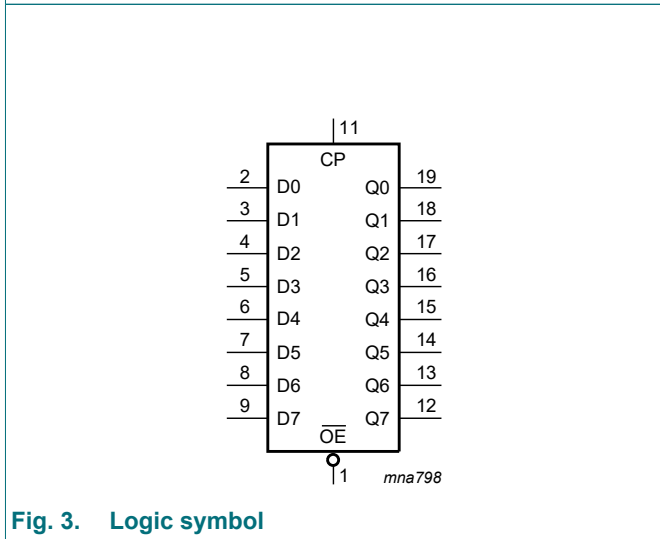 11
CP
2 D0 Q0 19
3 D1 Q1 18
4 D2 Q2 17
5 D3 Q3 16
6 D4 Q4 15
7 D5 Q5 14
8 D6 Q6 13
9 D7 Q7 12
O̅E̅
1 mna798
Fig. 3. Logic symbol